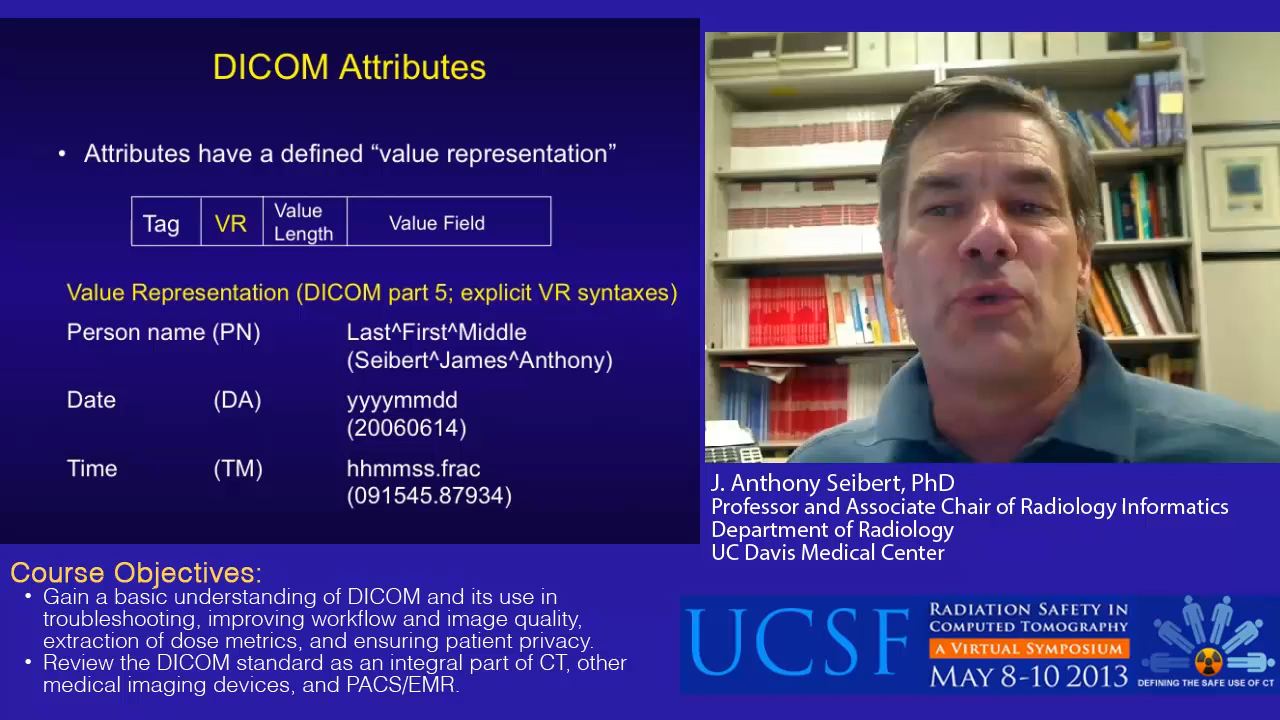 DICOM Attributes
• Attributes have a defined “value representation”
Tag VR Value Length Value Field
Value Representation (DICOM part 5; explicit VR syntaxes)
Person name (PN) Last^First^Middle
(Seibert^James^Anthony)
Date (DA) yyyymmdd
(20060614)
Time (TM) hhmmss.frac
(091545.87934)
J. Anthony Seibert, PhD
Professor and Associate Chair of Radiology Informatics
Department of Radiology
UC Davis Medical Center
Course Objectives:
• Gain a basic understanding of DICOM and its use in
troubleshooting, improving workflow and image quality,
extraction of dose metrics, and ensuring patient privacy.
• Review the DICOM standard as an integral part of CT, other
medical imaging devices, and PACS/EMR.
UCSF
RADIATION SAFETY IN
COMPUTED TOMOGRAPHY
A VIRTUAL SYMPOSIUM
MAY 8-10 2013
DEFINING THE SAFE USE OF CT